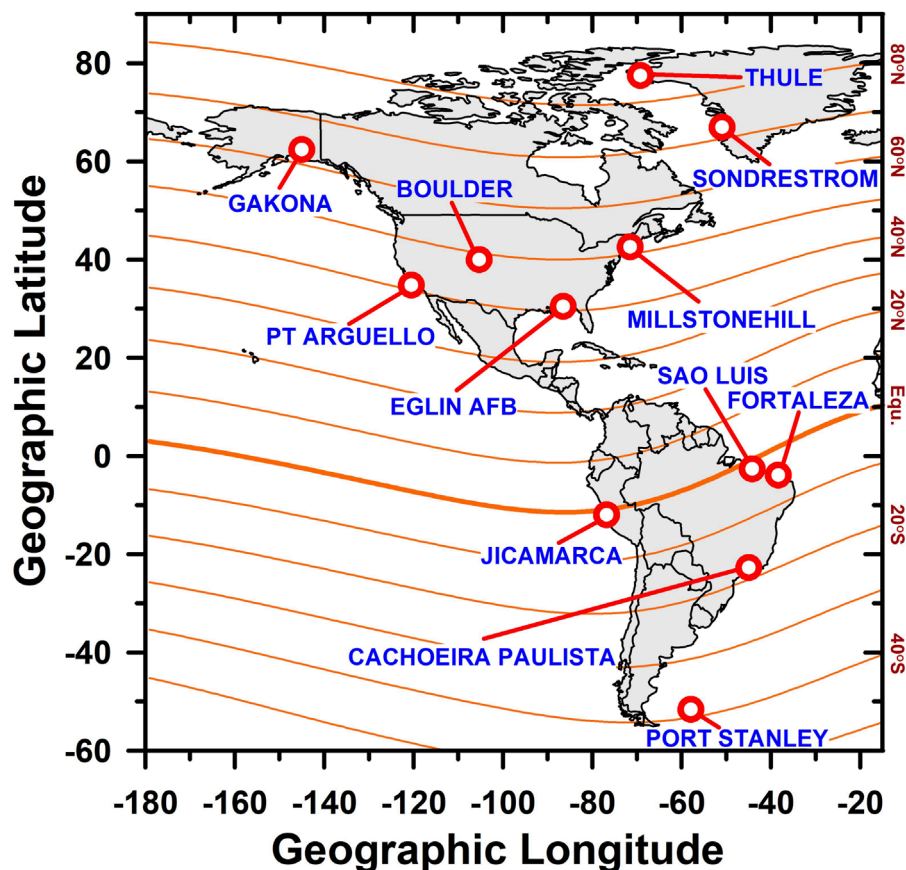 Geographic Latitude
80
60
40
20
0
-20
-40
-60
THULE
SONDRESTROM
GAKONA
BOULDER
PT ARGUELLO
MILLSTONEHILL
EGLIN AFB
SAO LUIS
FORTALEZA
JICAMARCA
CACHOEIRA PAULISTA
PORT STANLEY
80°N
60°N
40°N
20°N
Equ.
20°S
40°S
-180 -160 -140 -120 -100 -80 -60 -40 -20
Geographic Longitude